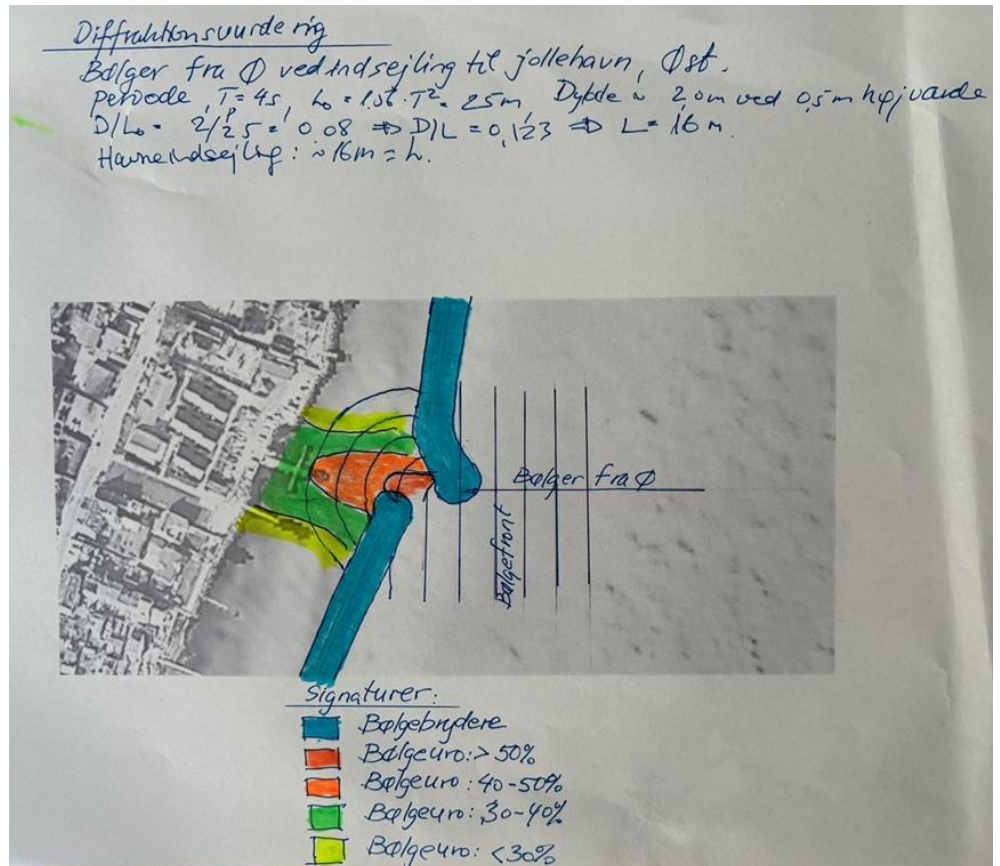 Diffraktionsvurdering
Bølger fra Ø ved indsejling til jollehavn, Øst.
Periode, Tp = 4s, L₀ = 1,56·T² = 25m, Dybde ~ 2,0m ved 0,5m højvande
D/L₀ = 2/25 = 0,08 ⇒ D/L = 0,123 ⇒ L = 16 m.
Havneindsejling: ~16m = L.
Bølger fra Ø
Bølgefront
Signaturer:
Bølgebrydere
Bølgeuro: > 50%
Bølgeuro: 40-50%
Bølgeuro: 30-40%
Bølgeuro: <30%